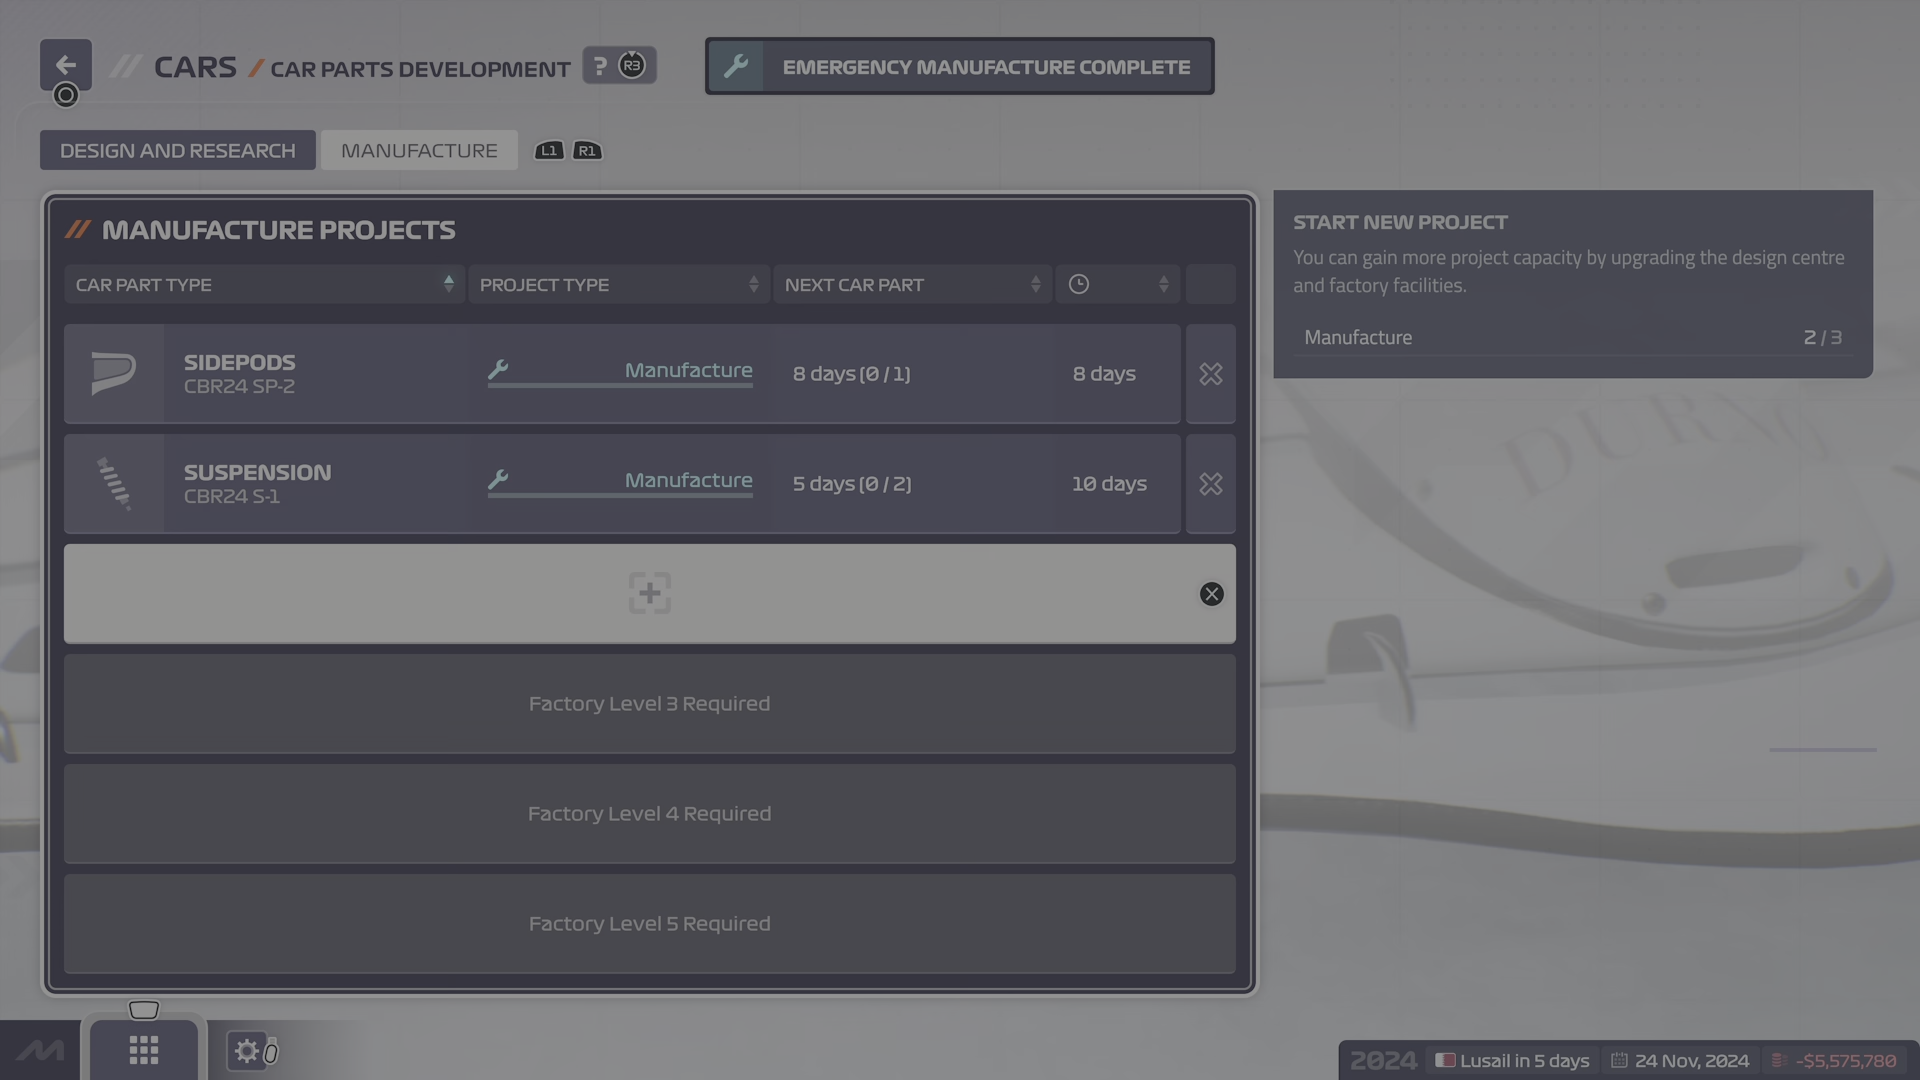 CARS / CAR PARTS DEVELOPMENT ? R3
EMERGENCY MANUFACTURE COMPLETE
DESIGN AND RESEARCH MANUFACTURE L1 R1
MANUFACTURE PROJECTS
CAR PART TYPE PROJECT TYPE NEXT CAR PART
SIDEPODS
CBR24 SP-2
Manufacture 8 days (0 / 1) 8 days
SUSPENSION
CBR24 S-1
Manufacture 5 days (0 / 2) 10 days
Factory Level 3 Required
Factory Level 4 Required
Factory Level 5 Required
START NEW PROJECT
You can gain more project capacity by upgrading the design centre
and factory facilities.
Manufacture 2 / 3
DURNO
2024 Lusail in 5 days 24 Nov, 2024 -$5,575,780